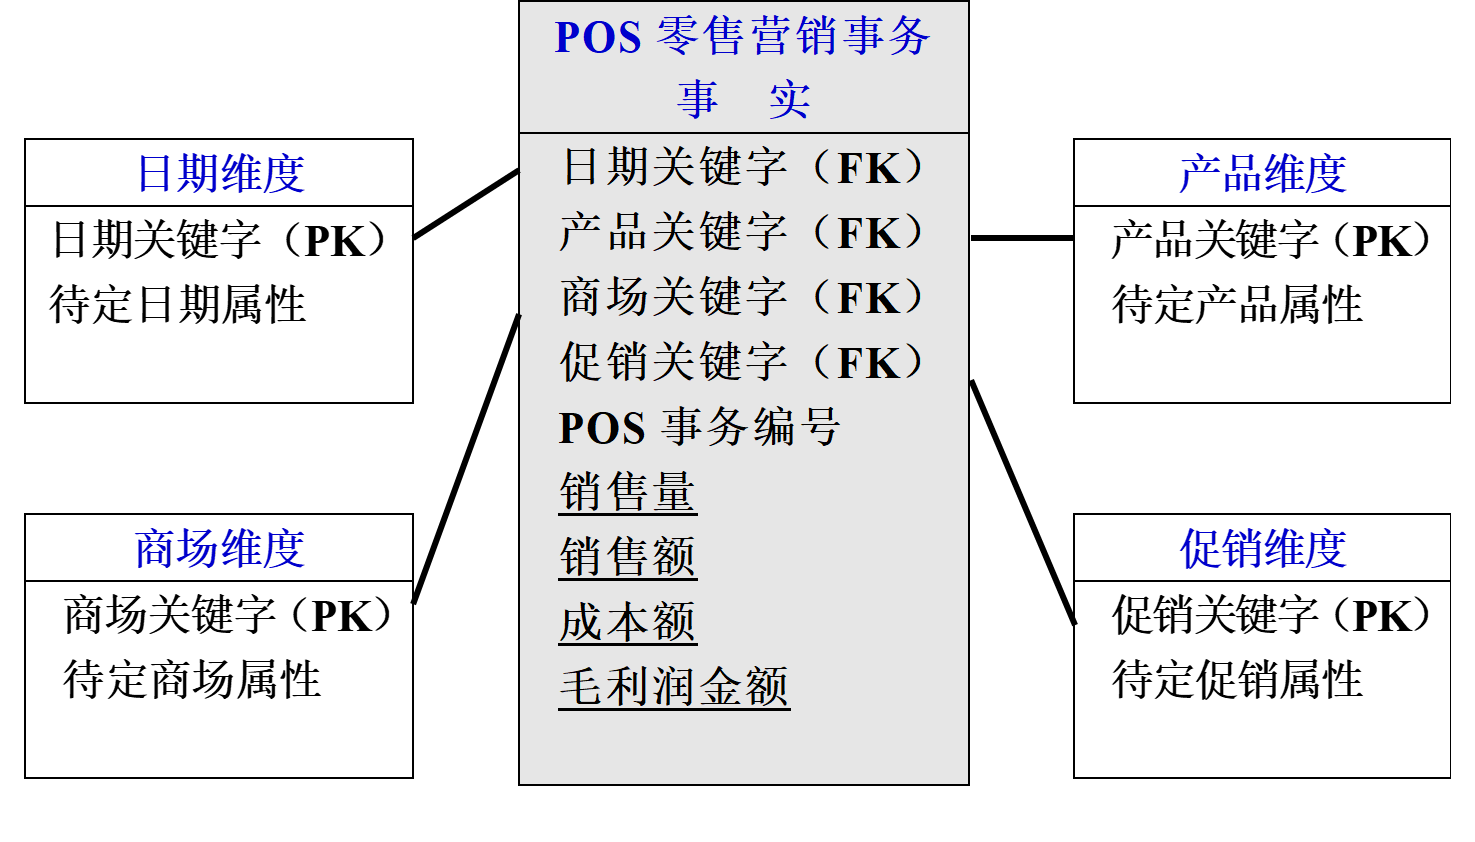 POS 零售营销事务
事 实
日期关键字（FK）
产品关键字（FK）
商场关键字（FK）
促销关键字（FK）
POS 事务编号
销售量
销售额
成本额
毛利润金额
日期维度
日期关键字（PK）
待定日期属性
商场维度
商场关键字（PK）
待定商场属性
产品维度
产品关键字（PK）
待定产品属性
促销维度
促销关键字（PK）
待定促销属性